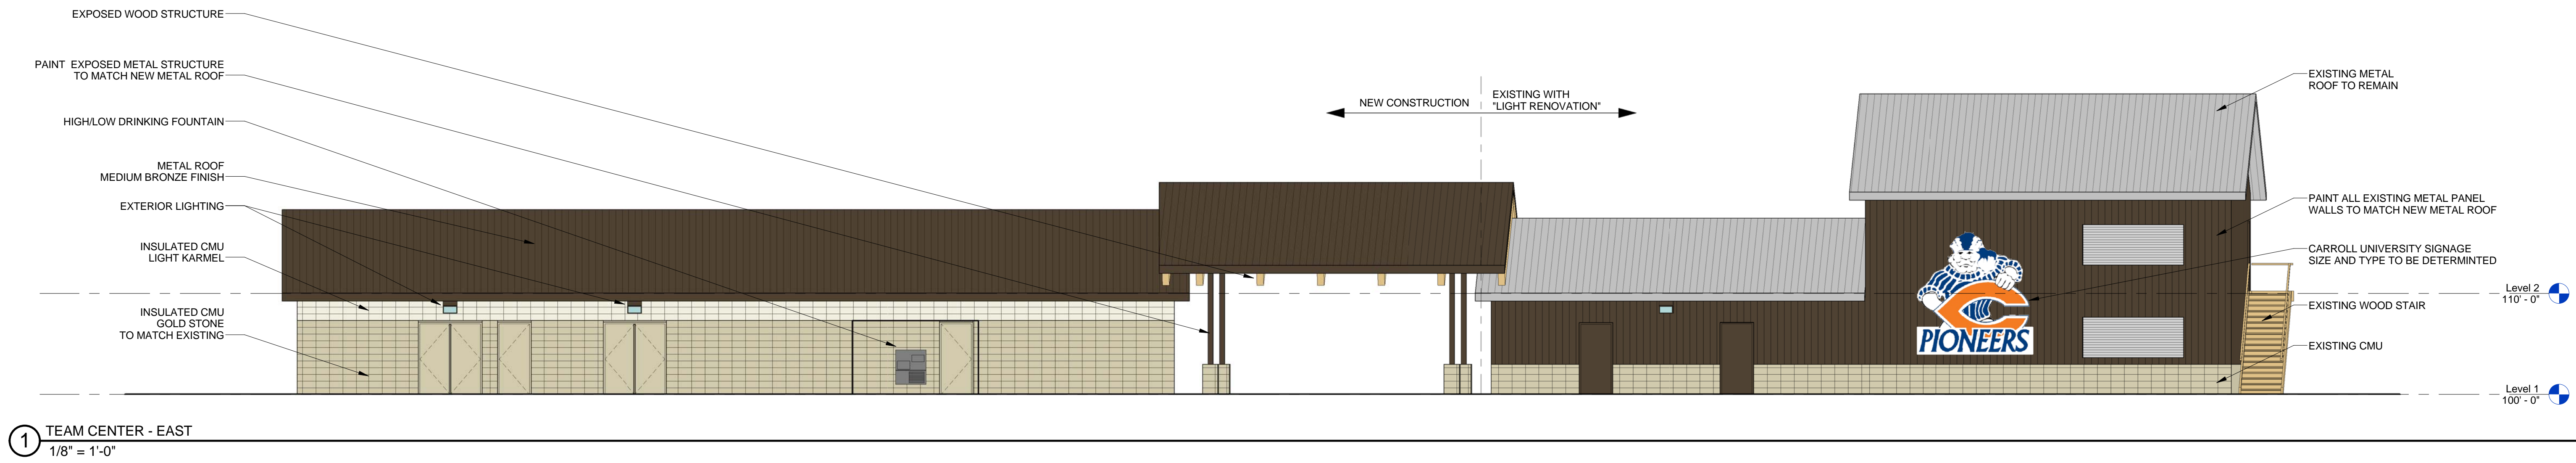 EXPOSED WOOD STRUCTURE
PAINT EXPOSED METAL STRUCTURE
TO MATCH NEW METAL ROOF
HIGH/LOW DRINKING FOUNTAIN
METAL ROOF
MEDIUM BRONZE FINISH
EXTERIOR LIGHTING
INSULATED CMU
LIGHT KARMEL
INSULATED CMU
GOLD STONE
TO MATCH EXISTING
NEW CONSTRUCTION
EXISTING WITH
"LIGHT RENOVATION"
C
PIONEERS
EXISTING METAL
ROOF TO REMAIN
PAINT ALL EXISTING METAL PANEL
WALLS TO MATCH NEW METAL ROOF
CARROLL UNIVERSITY SIGNAGE
SIZE AND TYPE TO BE DETERMINTED
Level 2
110' - 0"
EXISTING WOOD STAIR
EXISTING CMU
Level 1
100' - 0"
1
TEAM CENTER - EAST
1/8" = 1'-0"